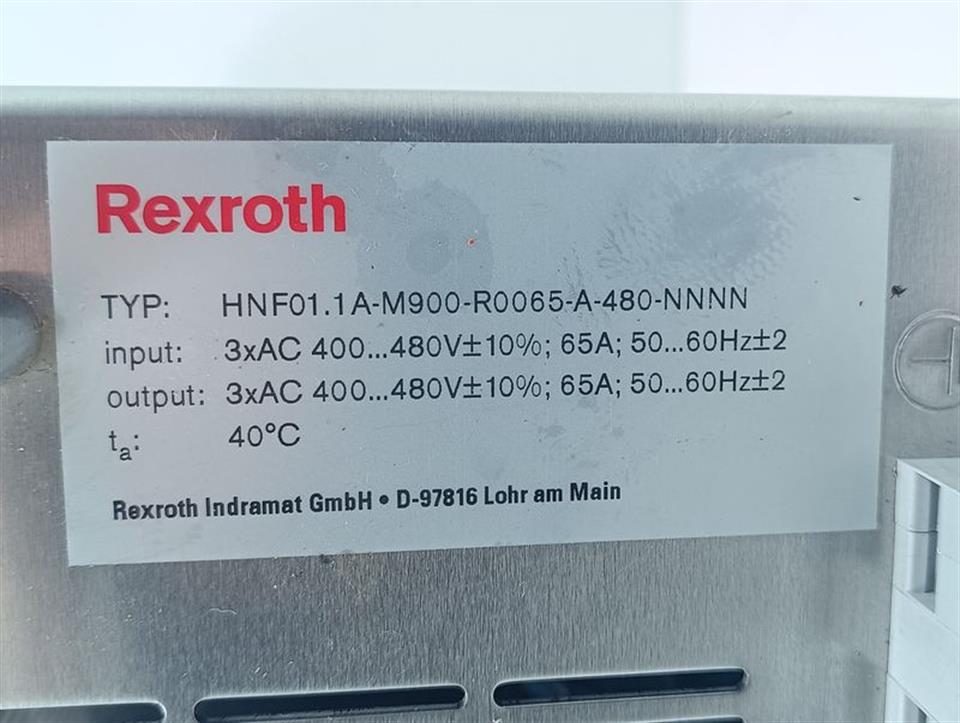 Rexroth
TYP: HNF01.1A-M900-R0065-A-480-NNNN
input: 3xAC 400...480V±10%; 65A; 50...60Hz±2
output: 3xAC 400...480V±10%; 65A; 50...60Hz±2
ta: 40°C
Rexroth Indramat GmbH • D-97816 Lohr am Main